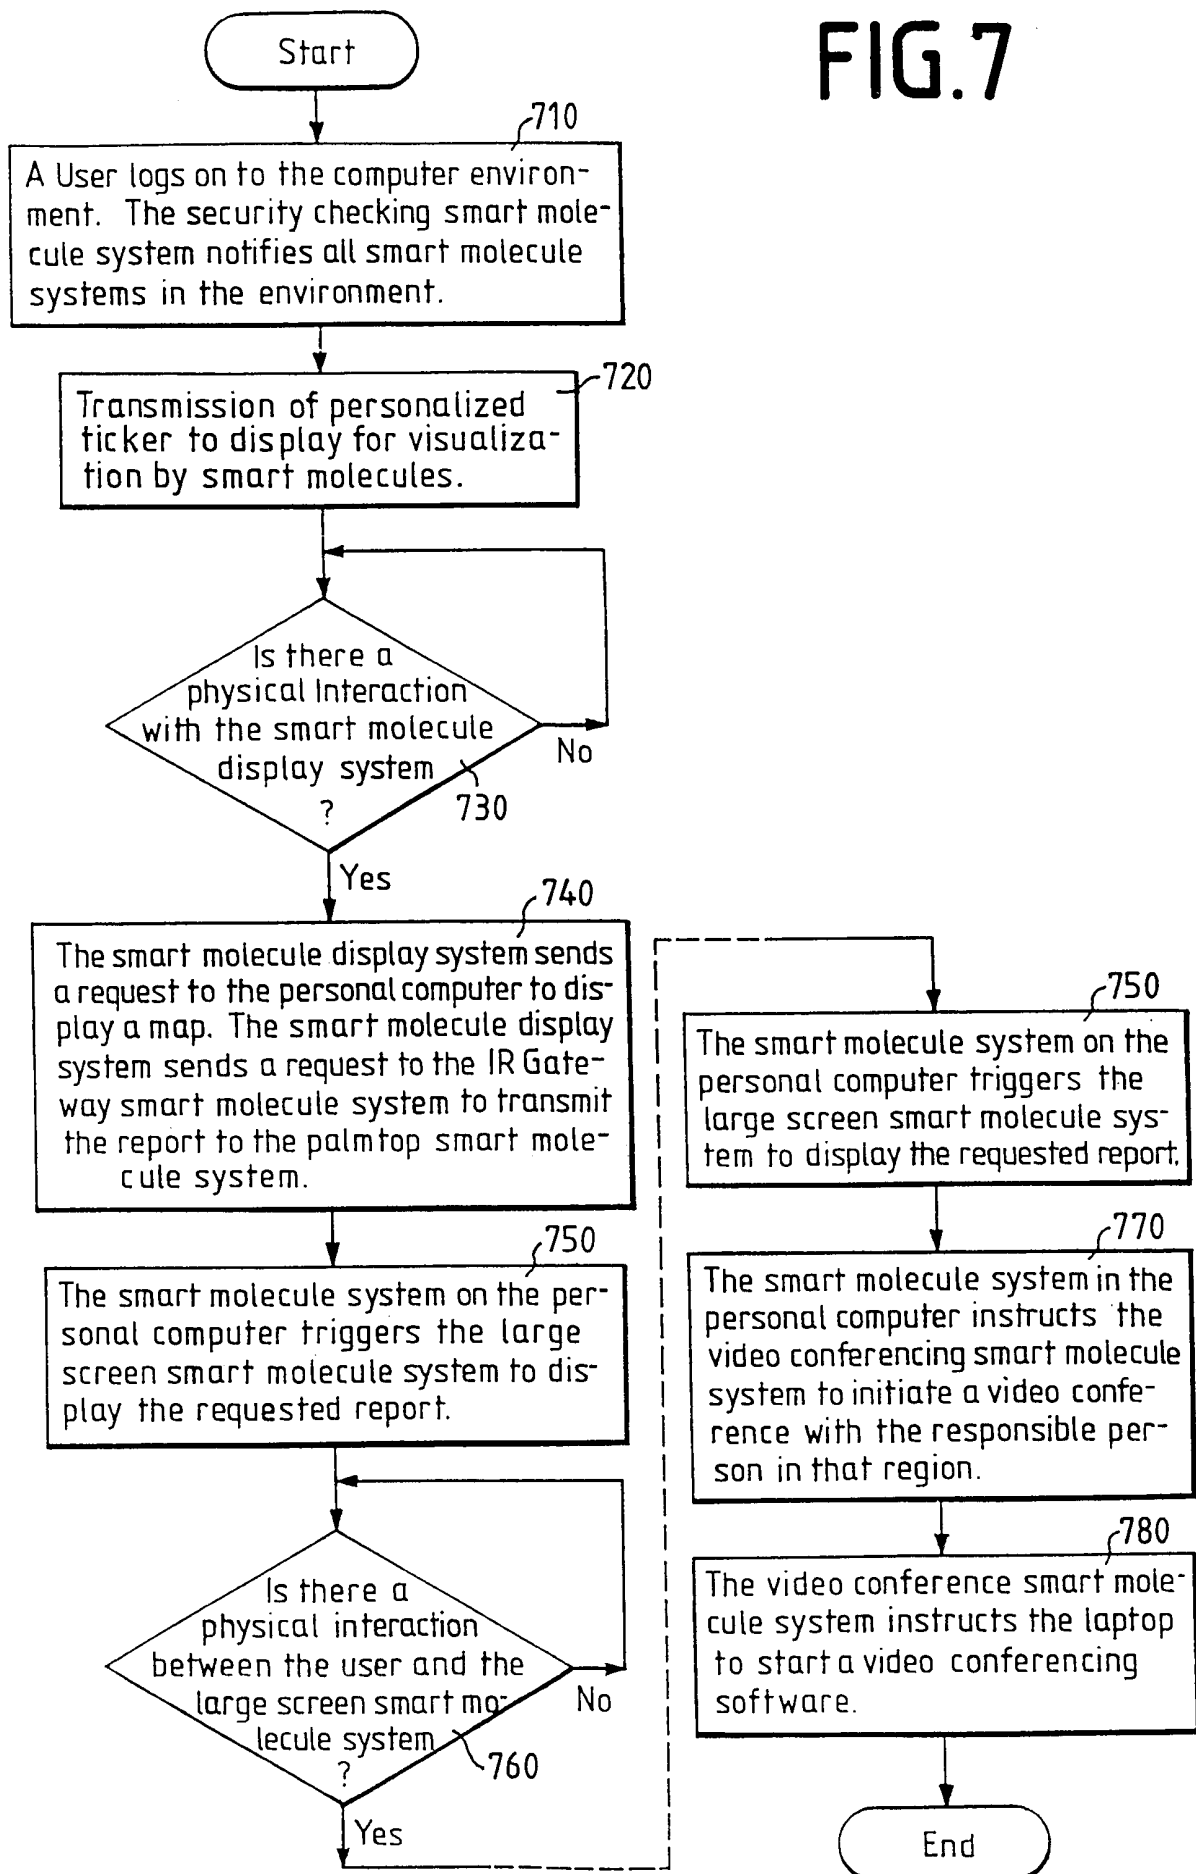 FIG.7
Start
710
A User logs on to the computer environ-
ment. The security checking smart mole-
cule system notifies all smart molecule
systems in the environment.
720
Transmission of personalized
ticker to display for visualiza-
tion by smart molecules.
Is there a
physical Interaction
with the smart molecule
display system
?
730
No
Yes
740
The smart molecule display system sends
a request to the personal computer to dis-
play a map. The smart molecule display
system sends a request to the IR Gate-
way smart molecule system to transmit
the report to the palmtop smart mole-
cule system.
750
The smart molecule system on the per-
sonal computer triggers the large
screen smart molecule system to dis-
play the requested report.
Is there a
physical interaction
between the user and the
large screen smart mo-
lecule system
?
760
No
Yes
750
The smart molecule system on the
personal computer triggers the
large screen smart molecule sys-
tem to display the requested report.
770
The smart molecule system in the
personal computer instructs the
video conferencing smart molecule
system to initiate a video confe-
rence with the responsible per-
son in that region.
780
The video conference smart mole-
cule system instructs the laptop
to start a video conferencing
software.
End